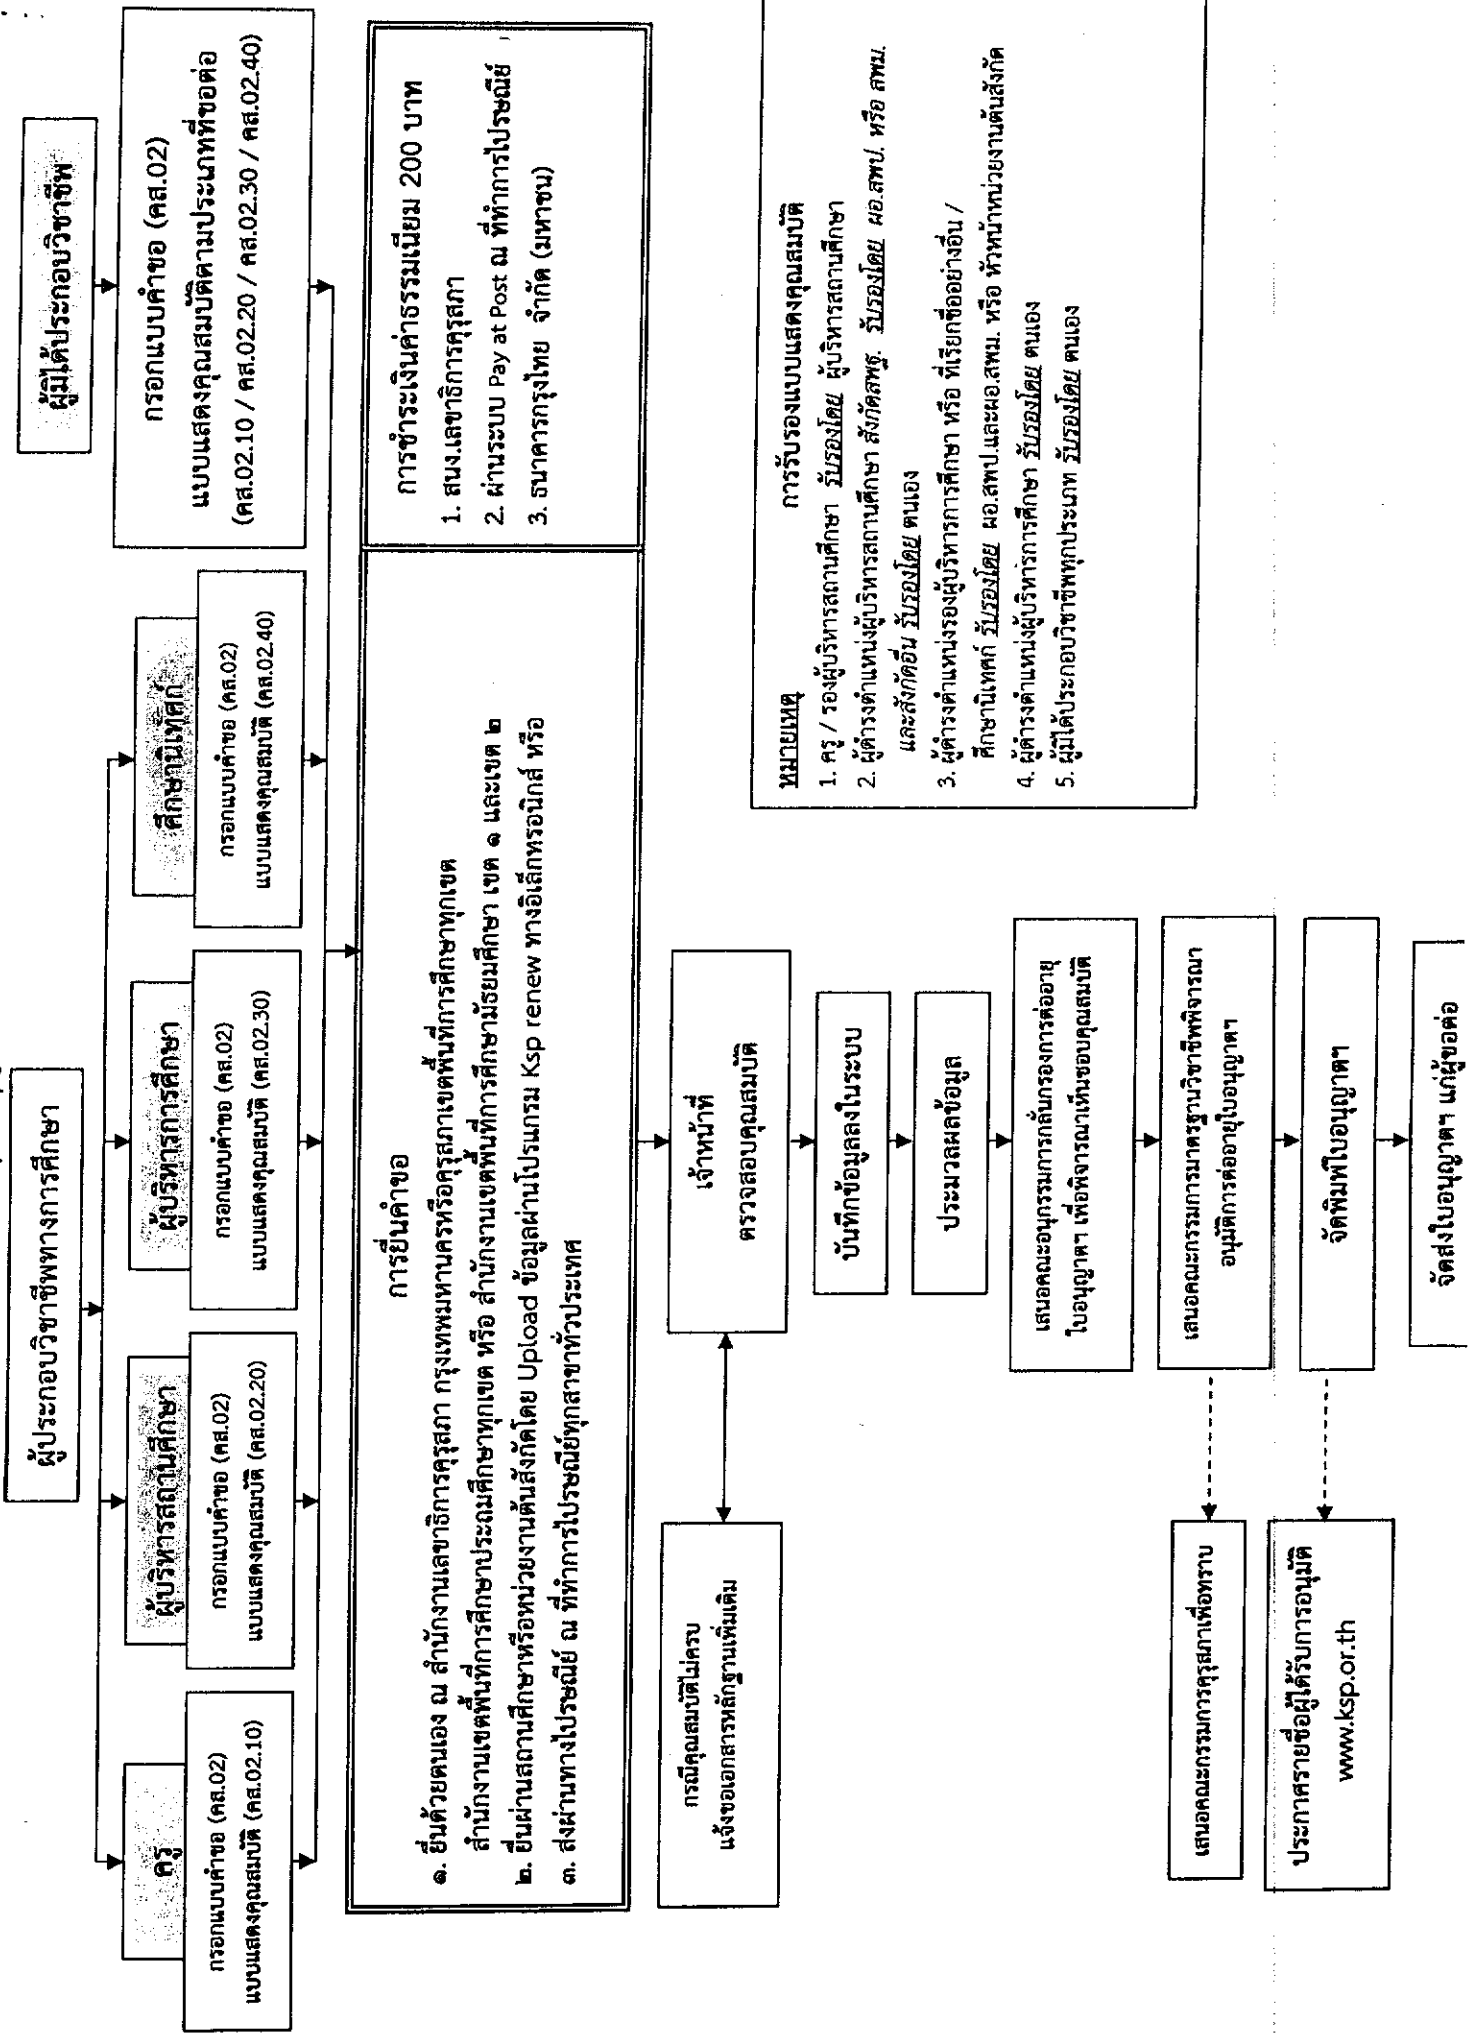 ผู้ประกอบวิชาชีพทางการศึกษา
ผู้มิได้ประกอบวิชาชีพ
ครู
กรอกแบบคำขอ (คส.02)
แบบแสดงคุณสมบัติ (คส.02.10)
ผู้บริหารสถานศึกษา
กรอกแบบคำขอ (คส.02)
แบบแสดงคุณสมบัติ (คส.02.20)
ผู้บริหารการศึกษา
กรอกแบบคำขอ (คส.02)
แบบแสดงคุณสมบัติ (คส.02.30)
ศึกษานิเทศก์
กรอกแบบคำขอ (คส.02)
แบบแสดงคุณสมบัติ (คส.02.40)
กรอกแบบคำขอ (คส.02)
แบบแสดงคุณสมบัติตามประเภทที่ขอต่อ
(คส.02.10 / คส.02.20 / คส.02.30 / คส.02.40)
การยื่นคำขอ
๑. ยื่นด้วยตนเอง ณ สำนักงานเลขาธิการคุรุสภา กรุงเทพมหานครหรือคุรุสภาเขตพื้นที่การศึกษาทุกเขต
สำนักงานเขตพื้นที่การศึกษาประถมศึกษาทุกเขต หรือ สำนักงานเขตพื้นที่การศึกษามัธยมศึกษา เขต ๑ และเขต ๒
๒. ยื่นผ่านสถานศึกษาหรือหน่วยงานต้นสังกัดโดย Upload ข้อมูลผ่านโปรแกรม Ksp renew ทางอิเล็กทรอนิกส์ หรือ
๓. ส่งผ่านทางไปรษณีย์ ณ ที่ทำการไปรษณีย์ทุกสาขาทั่วประเทศ
การชำระเงินค่าธรรมเนียม 200 บาท
1. สนง.เลขาธิการคุรุสภา
2. ผ่านระบบ Pay at Post ณ ที่ทำการไปรษณีย์
3. ธนาคารกรุงไทย จำกัด (มหาชน)
กรณีคุณสมบัติไม่ครบ
แจ้งขอเอกสารหลักฐานเพิ่มเติม
เจ้าหน้าที่
ตรวจสอบคุณสมบัติ
บันทึกข้อมูลลงในระบบ
ประมวลผลข้อมูล
เสนอคณะอนุกรรมการกลั่นกรองการต่ออายุ
ใบอนุญาตฯ เพื่อพิจารณาเห็นชอบคุณสมบัติ
เสนอคณะกรรมการมาตรฐานวิชาชีพพิจารณา
อนุมัติการต่ออายุใบอนุญาตฯ
เสนอคณะกรรมการคุรุสภาเพื่อทราบ
จัดพิมพ์ใบอนุญาตฯ
ประกาศรายชื่อผู้ได้รับการอนุมัติ
www.ksp.or.th
จัดส่งใบอนุญาตฯ แก่ผู้ขอต่อ
หมายเหตุ การรับรองแบบแสดงคุณสมบัติ
1. ครู / รองผู้บริหารสถานศึกษา รับรองโดย ผู้บริหารสถานศึกษา
2. ผู้ดำรงตำแหน่งผู้บริหารสถานศึกษา สังกัดสพฐ. รับรองโดย ผอ.สพป. หรือ สพม.
และสังกัดอื่น รับรองโดย ตนเอง
3. ผู้ดำรงตำแหน่งรองผู้บริหารการศึกษา หรือ ที่เรียกชื่ออย่างอื่น /
ศึกษานิเทศก์ รับรองโดย ผอ.สพป.และผอ.สพม. หรือ หัวหน้าหน่วยงานต้นสังกัด
4. ผู้ดำรงตำแหน่งผู้บริหารการศึกษา รับรองโดย ตนเอง
5. ผู้มิได้ประกอบวิชาชีพทุกประเภท รับรองโดย ตนเอง